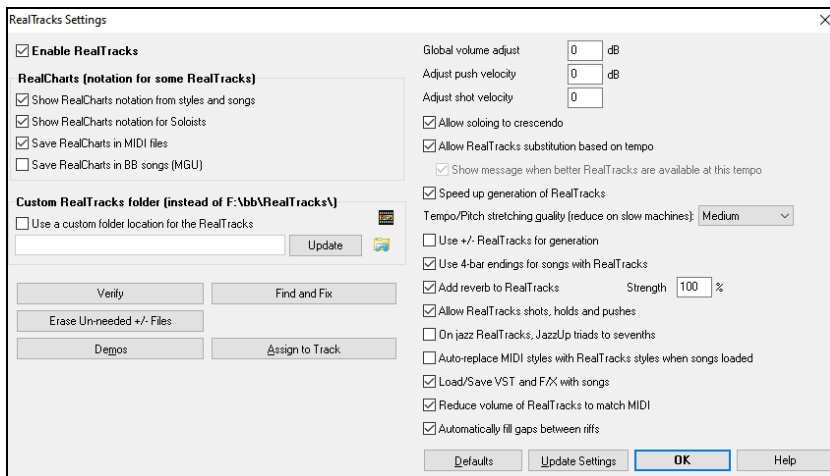 RealTracks Settings
Enable RealTracks
RealCharts (notation for some RealTracks)
Show RealCharts notation from styles and songs
Show RealCharts notation for Soloists
Save RealCharts in MIDI files
Save RealCharts in BB songs (MGU)
Custom RealTracks folder (instead of F:\bb\RealTracks\)
Use a custom folder location for the RealTracks
Update
Verify
Find and Fix
Erase Un-needed +/- Files
Demos
Assign to Track
Global volume adjust 0 dB
Adjust push velocity 0 dB
Adjust shot velocity 0
Allow soloing to crescendo
Allow RealTracks substitution based on tempo
Show message when better RealTracks are available at this tempo
Speed up generation of RealTracks
Tempo/Pitch stretching quality (reduce on slow machines): Medium
Use +/- RealTracks for generation
Use 4-bar endings for songs with RealTracks
Add reverb to RealTracks Strength 100 %
Allow RealTracks shots, holds and pushes
On jazz RealTracks, JazzUp triads to sevenths
Auto-replace MIDI styles with RealTracks styles when songs loaded
Load/Save VST and F/X with songs
Reduce volume of RealTracks to match MIDI
Automatically fill gaps between riffs
Defaults
Update Settings
OK
Help